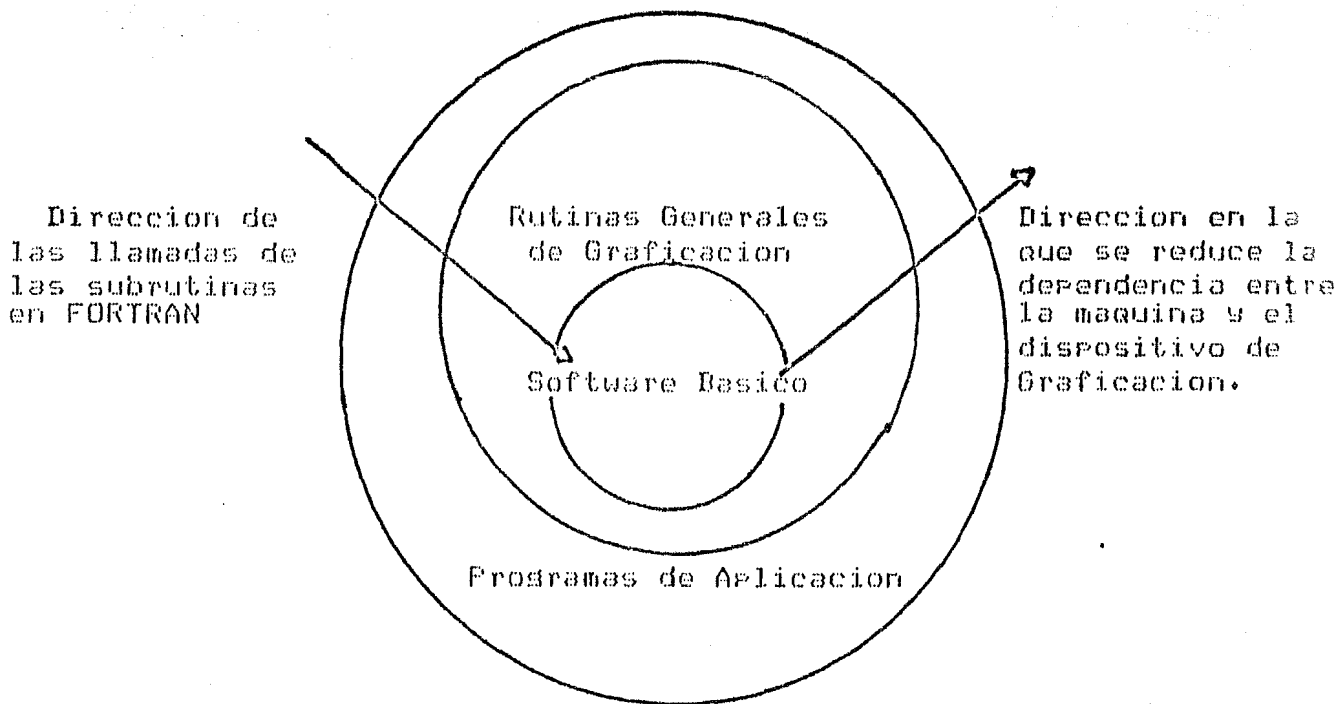 Direccion de
las llamadas de
las subrutinas
en FORTRAN
Rutinas Generales
de Graficacion
Software Basico
Programas de Aplicacion
Direccion en la
que se reduce la
dependencia entre
la maquina y el
dispositivo de
Graficacion.